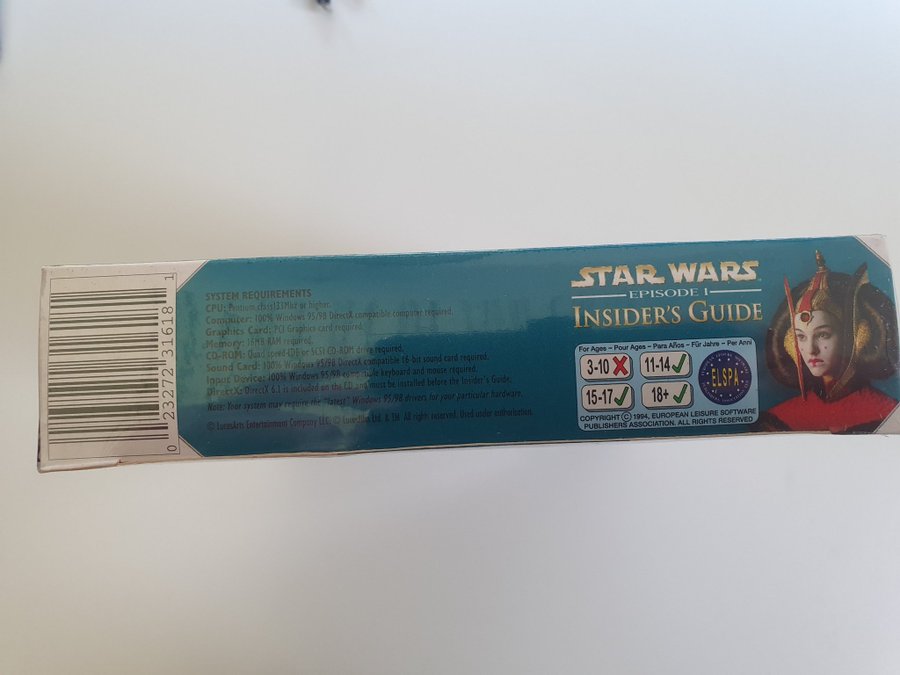 0 23272 31618 1
SYSTEM REQUIREMENTS
CPU: Pentium class133Mhz or higher.
Computer: 100% Windows 95/98 DirectX compatible computer required.
Graphics Card: PCI Graphics card required.
Memory: 16MB RAM required.
CD-ROM: Quad speed IDE or SCSI CD-ROM drive required.
Sound Card: 100% Windows 95/98 DirectX compatible 16-bit sound card required.
Input Device: 100% Windows 95/98 compatible keyboard and mouse required.
DirectX: DirectX 6.1 is included on the CD and must be installed before the Insider's Guide.
Note: Your system may require the "latest" Windows 95/98 drivers for your particular hardware.
© LucasArts Entertainment Company LLC. © Lucasfilm Ltd. & TM. All rights reserved. Used under authorization.
STAR WARS
EPISODE I
INSIDER'S GUIDE
For Ages – Pour Ages – Para Años – Für Jahre – Per Anni
3-10 11-14
15-17 18+
ELSPA
COPYRIGHT © 1994, EUROPEAN LEISURE SOFTWARE
PUBLISHERS ASSOCIATION. ALL RIGHTS RESERVED